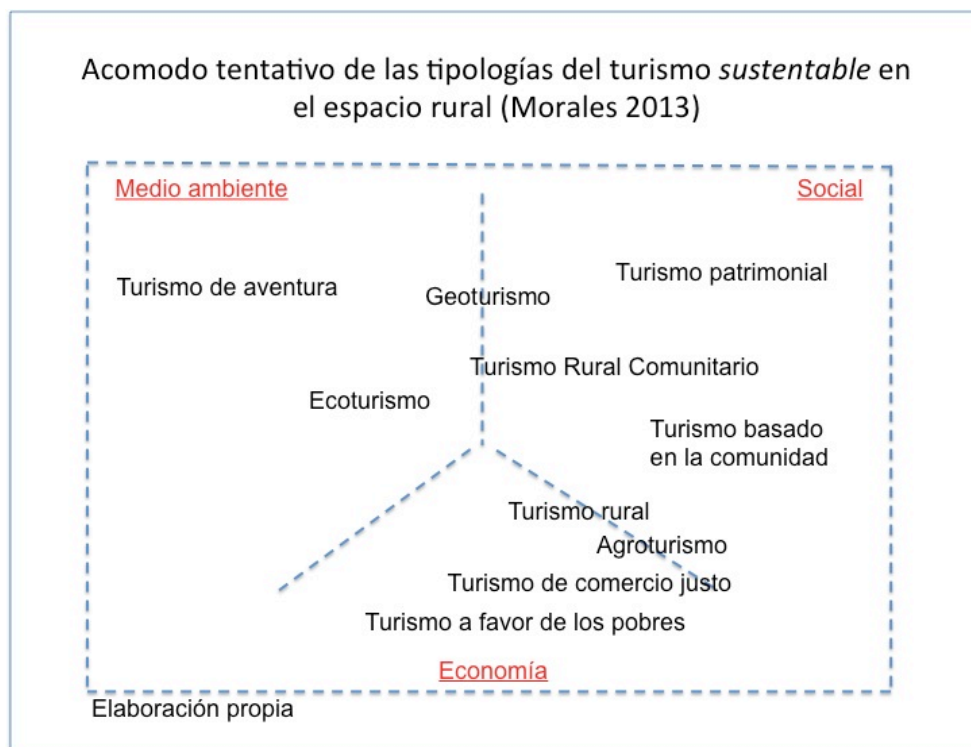 Acomodo tentativo de las tipologías del turismo sustentable en
el espacio rural (Morales 2013)
Medio ambiente
Social
Turismo patrimonial
Turismo de aventura
Geoturismo
Turismo Rural Comunitario
Ecoturismo
Turismo basado
en la comunidad
Turismo rural
Agroturismo
Turismo de comercio justo
Turismo a favor de los pobres
Economía
Elaboración propia